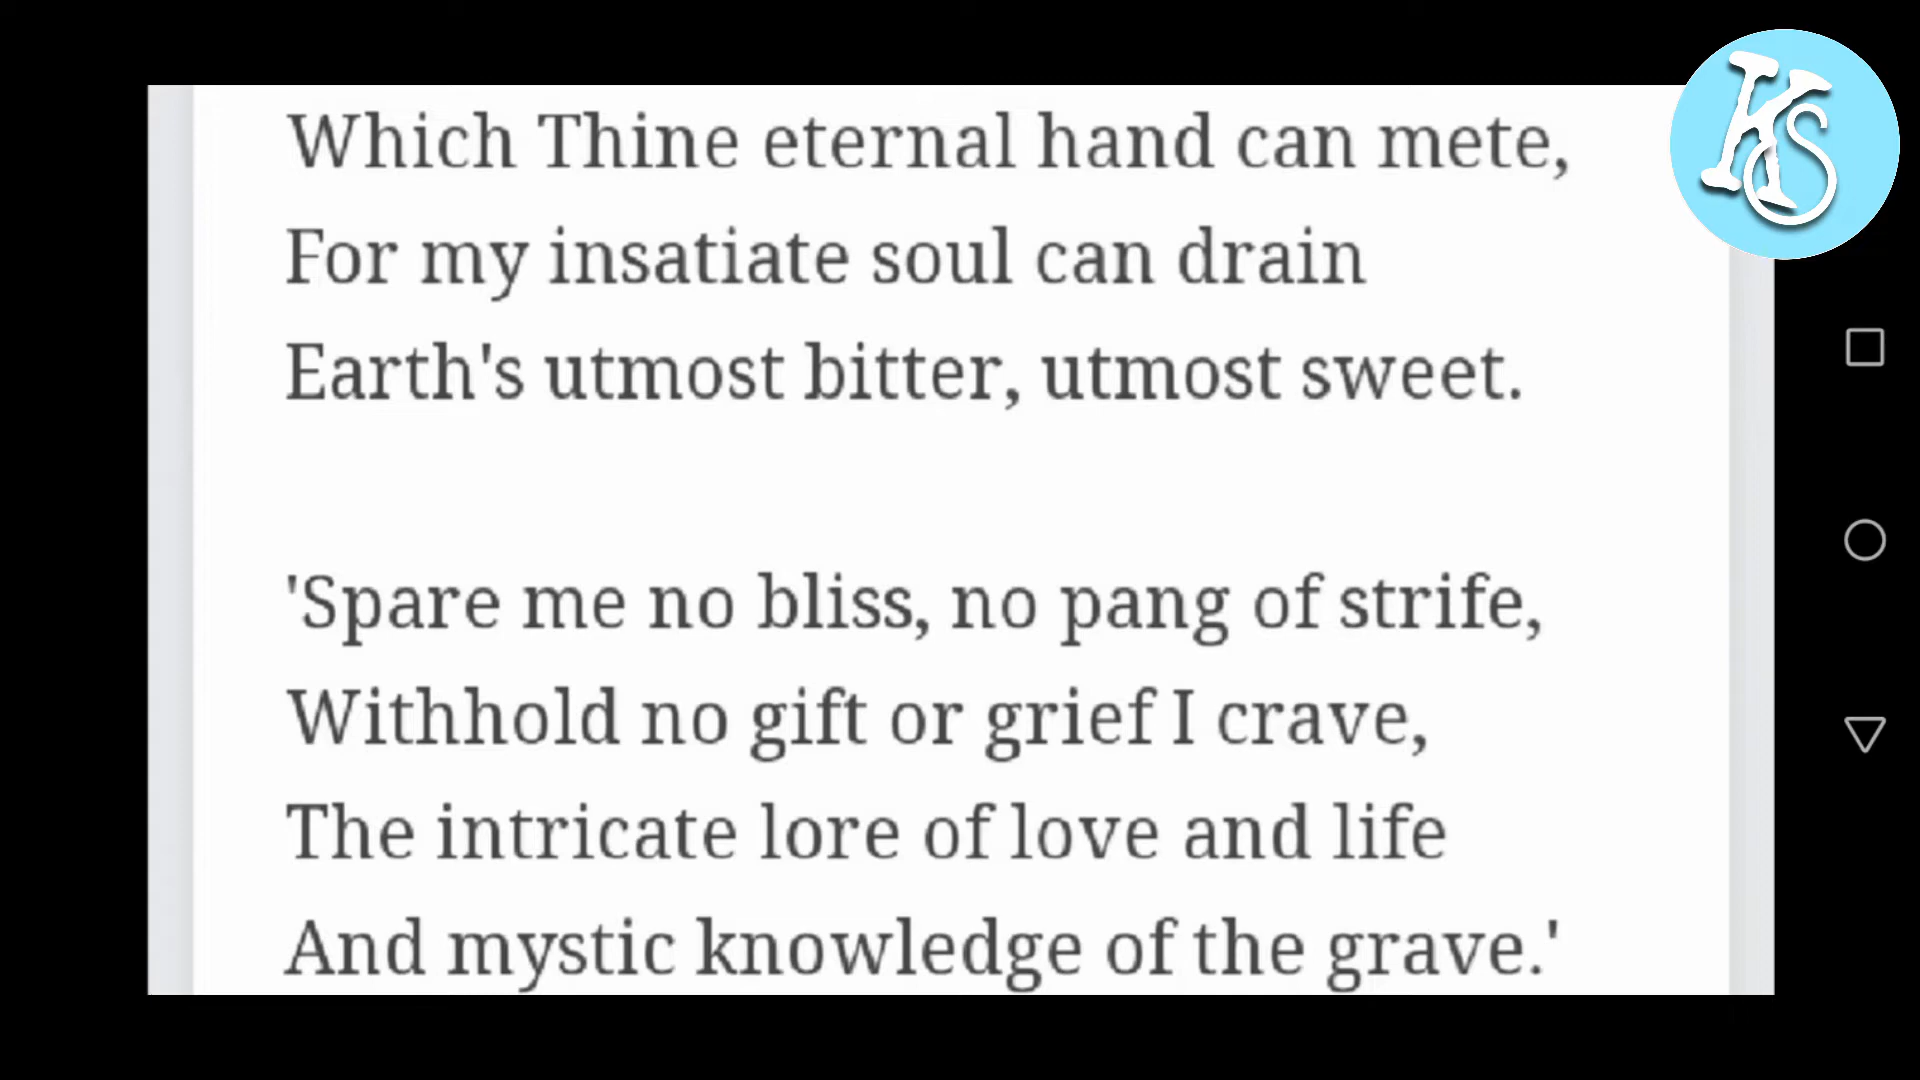 Which Thine eternal hand can mete,
For my insatiate soul can drain
Earth's utmost bitter, utmost sweet.
'Spare me no bliss, no pang of strife,
Withhold no gift or grief I crave,
The intricate lore of love and life
And mystic knowledge of the grave.'
KS